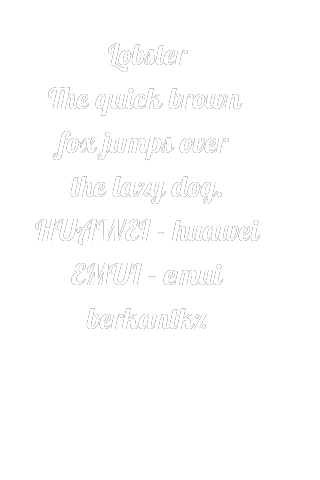 Lobster
The quick brown
fox jumps over
the lazy dog.
HUAWEI - huawei
EMUI - emui
berkantkz